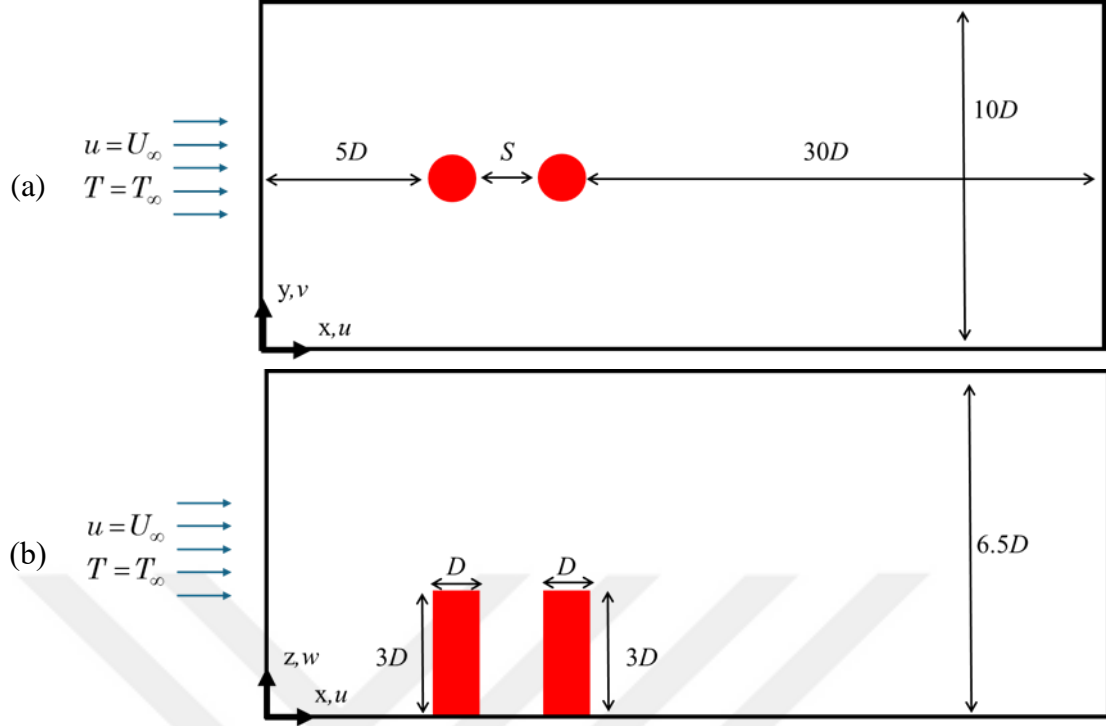 (a)
u = U∞
T = T∞
5D
S
30D
10D
y,v
x,u
(b)
u = U∞
T = T∞
D
D
3D
3D
6.5D
z,w
x,u